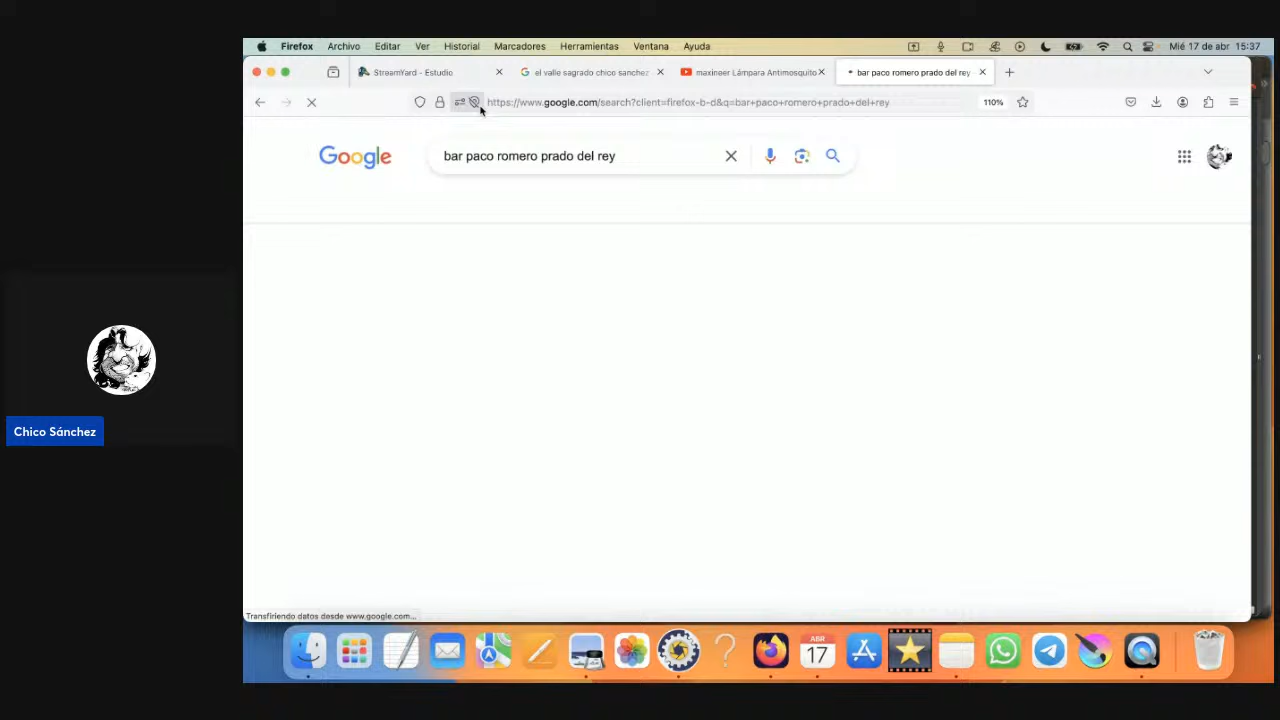 Firefox Archivo Editar Ver Historial Marcadores Herramientas Ventana Ayuda Mié 17 de abr 15:37
StreamYard - Estudio el valle sagrado chico sanchez maxineer Lámpara Antimosquito bar paco romero prado del rey
https://www.google.com/search?client=firefox-b-d&q=bar+paco+romero+prado+del+rey 110%
Google bar paco romero prado del rey
Chico Sánchez
Transfiriendo datos desde www.google.com...
ABR
17